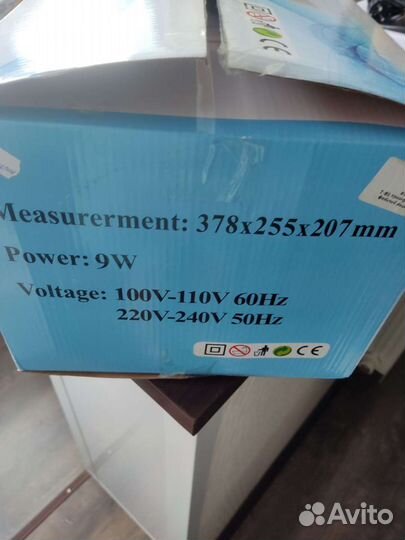 Measurerment: 378x255x207mm
Power: 9W
Voltage: 100V-110V 60Hz
220V-240V 50Hz
CE
Avito